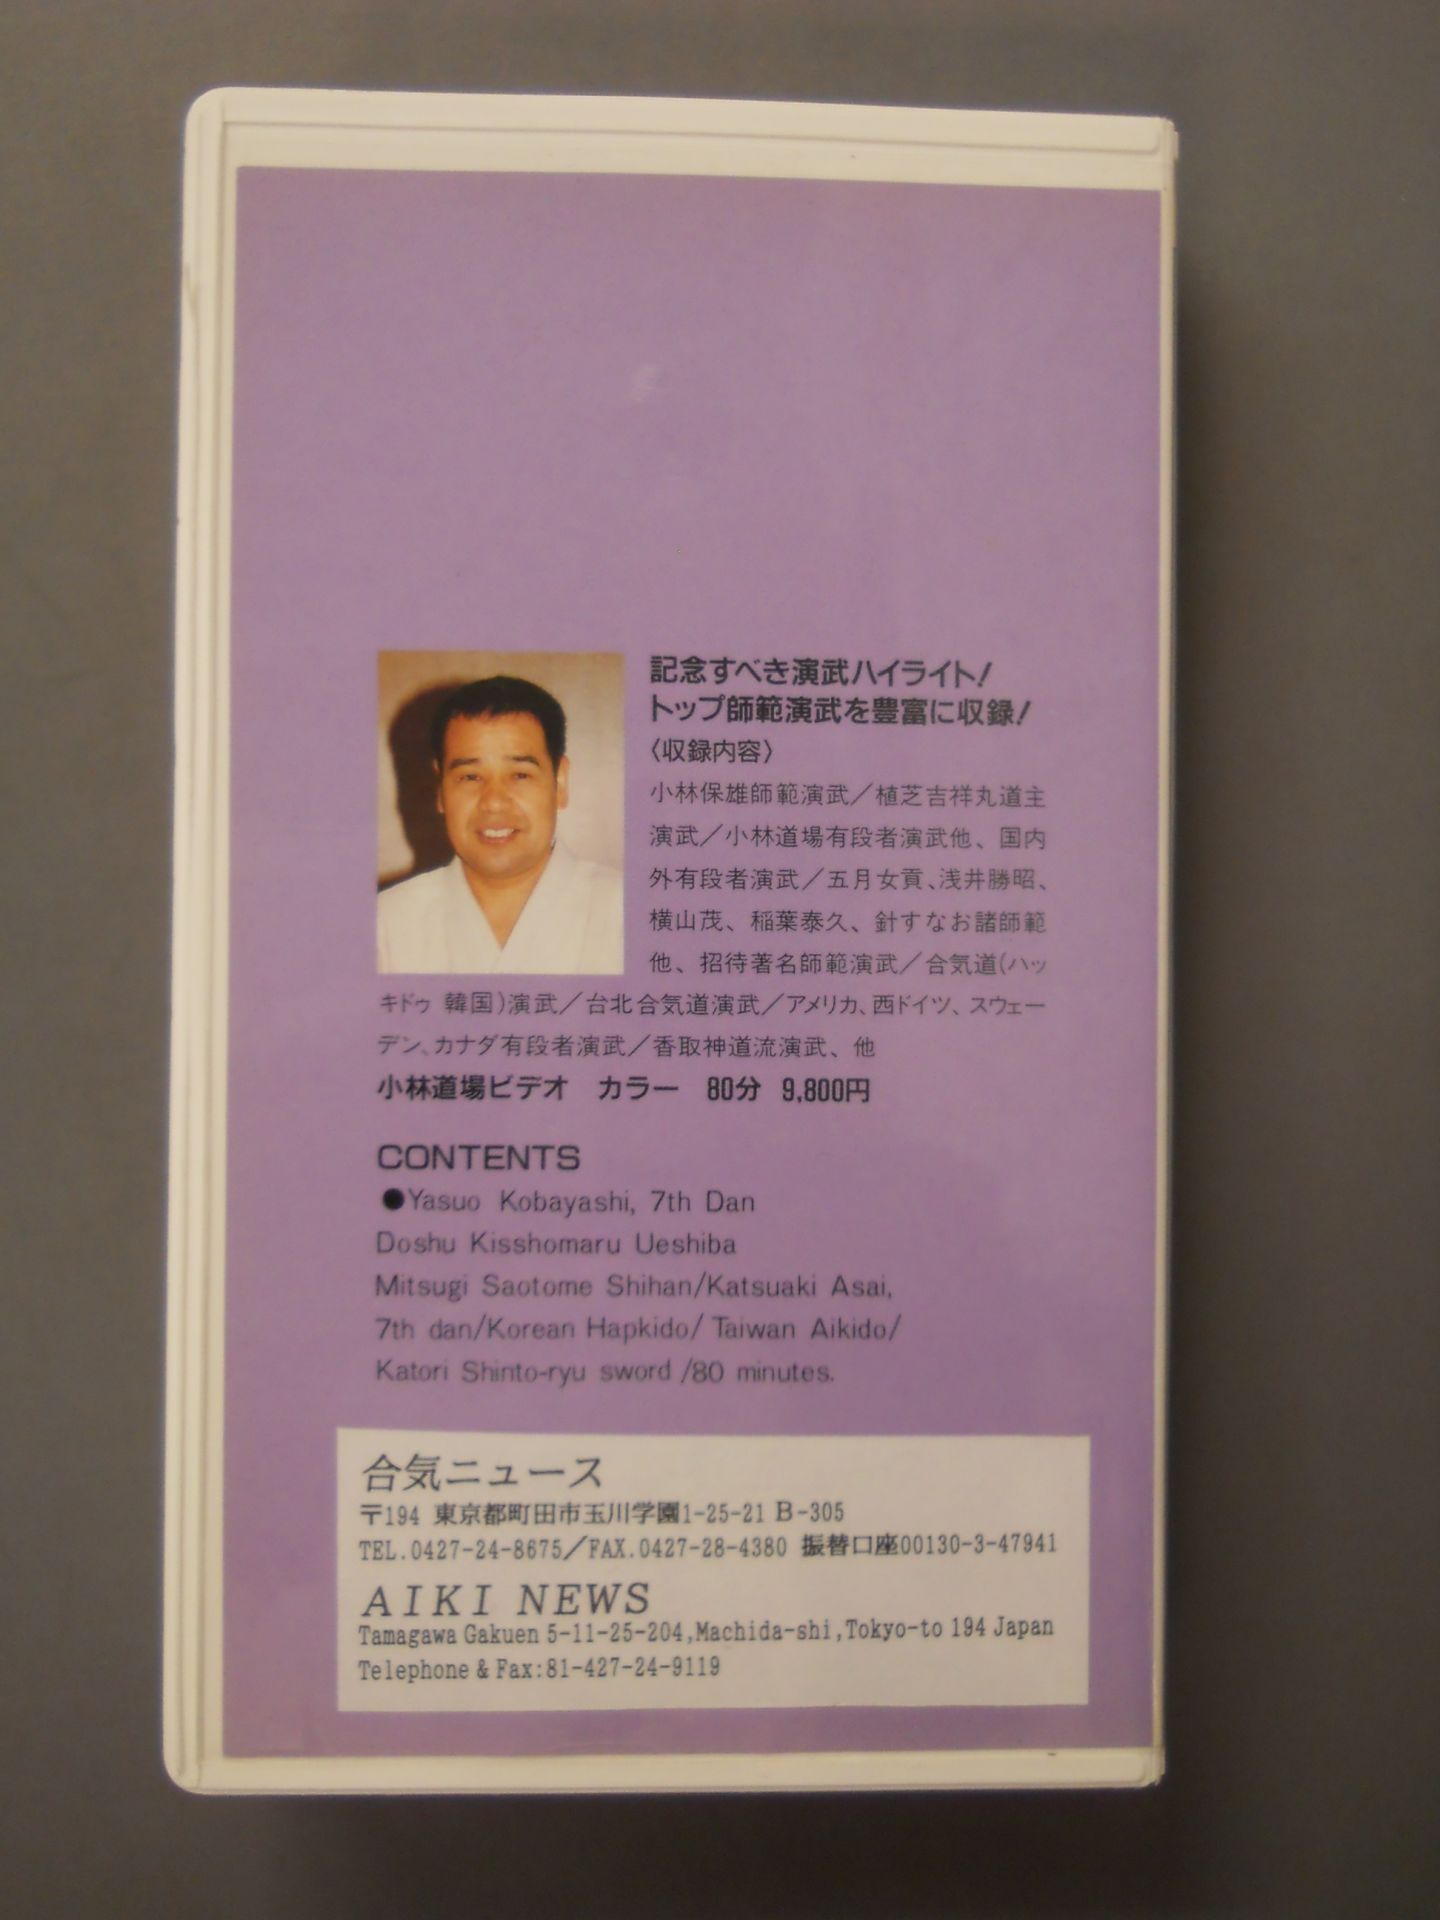 記念すべき演武ハイライト!
トップ師範演武を豊富に収録!
〈収録内容〉
小林保雄師範演武／植芝吉祥丸道主
演武／小林道場有段者演武他、国内
外有段者演武／五月女貢、浅井勝昭、
横山茂、稲葉泰久、針すなお諸師範
他、招待著名師範演武／合気道(ハッ
キドゥ 韓国)演武／台北合気道演武／アメリカ、西ドイツ、スウェー
デン、カナダ有段者演武／香取神道流演武、他
小林道場ビデオ カラー 80分 9,800円
CONTENTS
●Yasuo Kobayashi, 7th Dan
Doshu Kisshomaru Ueshiba
Mitsugi Saotome Shihan/Katsuaki Asai,
7th dan/Korean Hapkido/ Taiwan Aikido/
Katori Shinto-ryu sword /80 minutes.
合気ニュース
〒194 東京都町田市玉川学園1-25-21 B-305
TEL.0427-24-8675／FAX.0427-28-4380 振替口座00130-3-47941
AIKI NEWS
Tamagawa Gakuen 5-11-25-204,Machida-shi,Tokyo-to 194 Japan
Telephone & Fax:81-427-24-9119